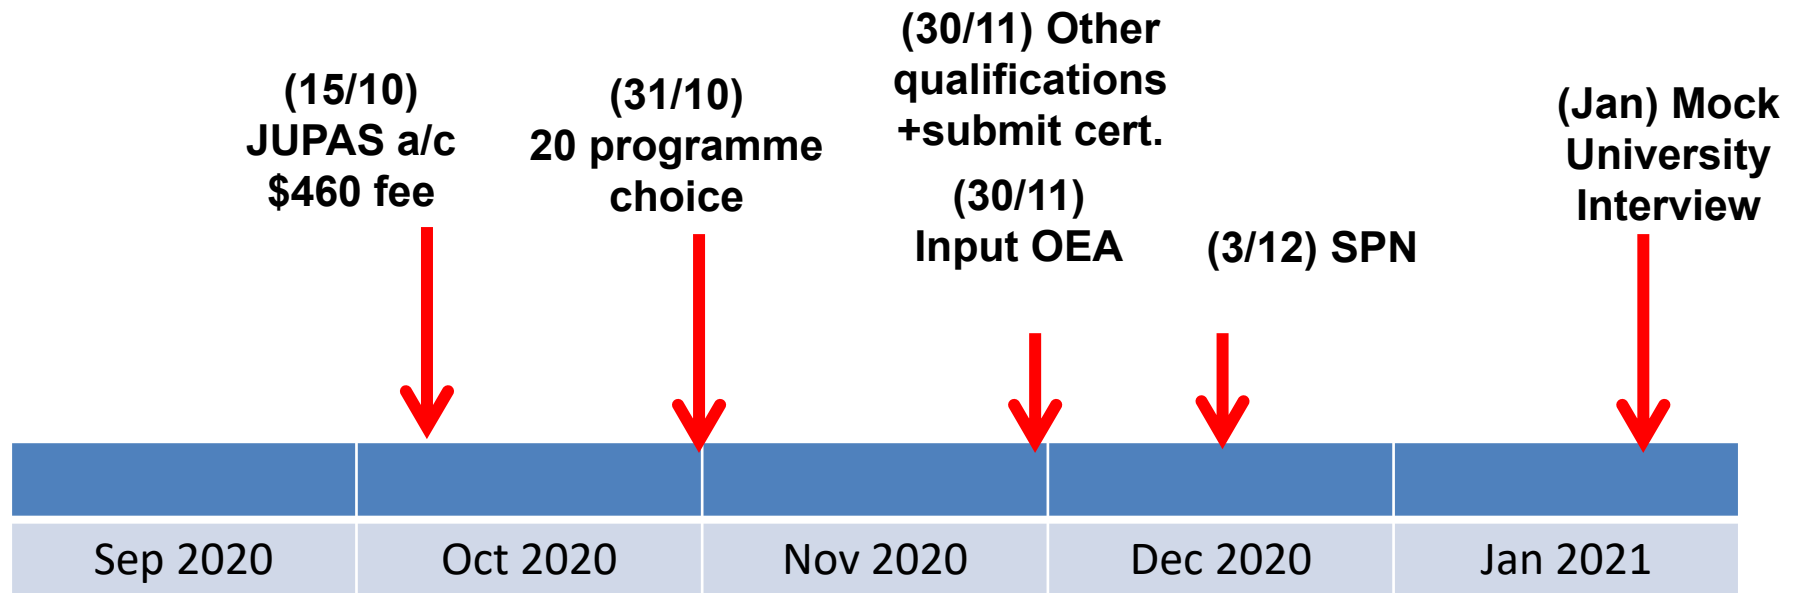 (15/10)
JUPAS a/c
$460 fee
(31/10)
20 programme
choice
(30/11) Other
qualifications
+submit cert.
(30/11)
Input OEA
(3/12) SPN
(Jan) Mock
University
Interview
Sep 2020
Oct 2020
Nov 2020
Dec 2020
Jan 2021